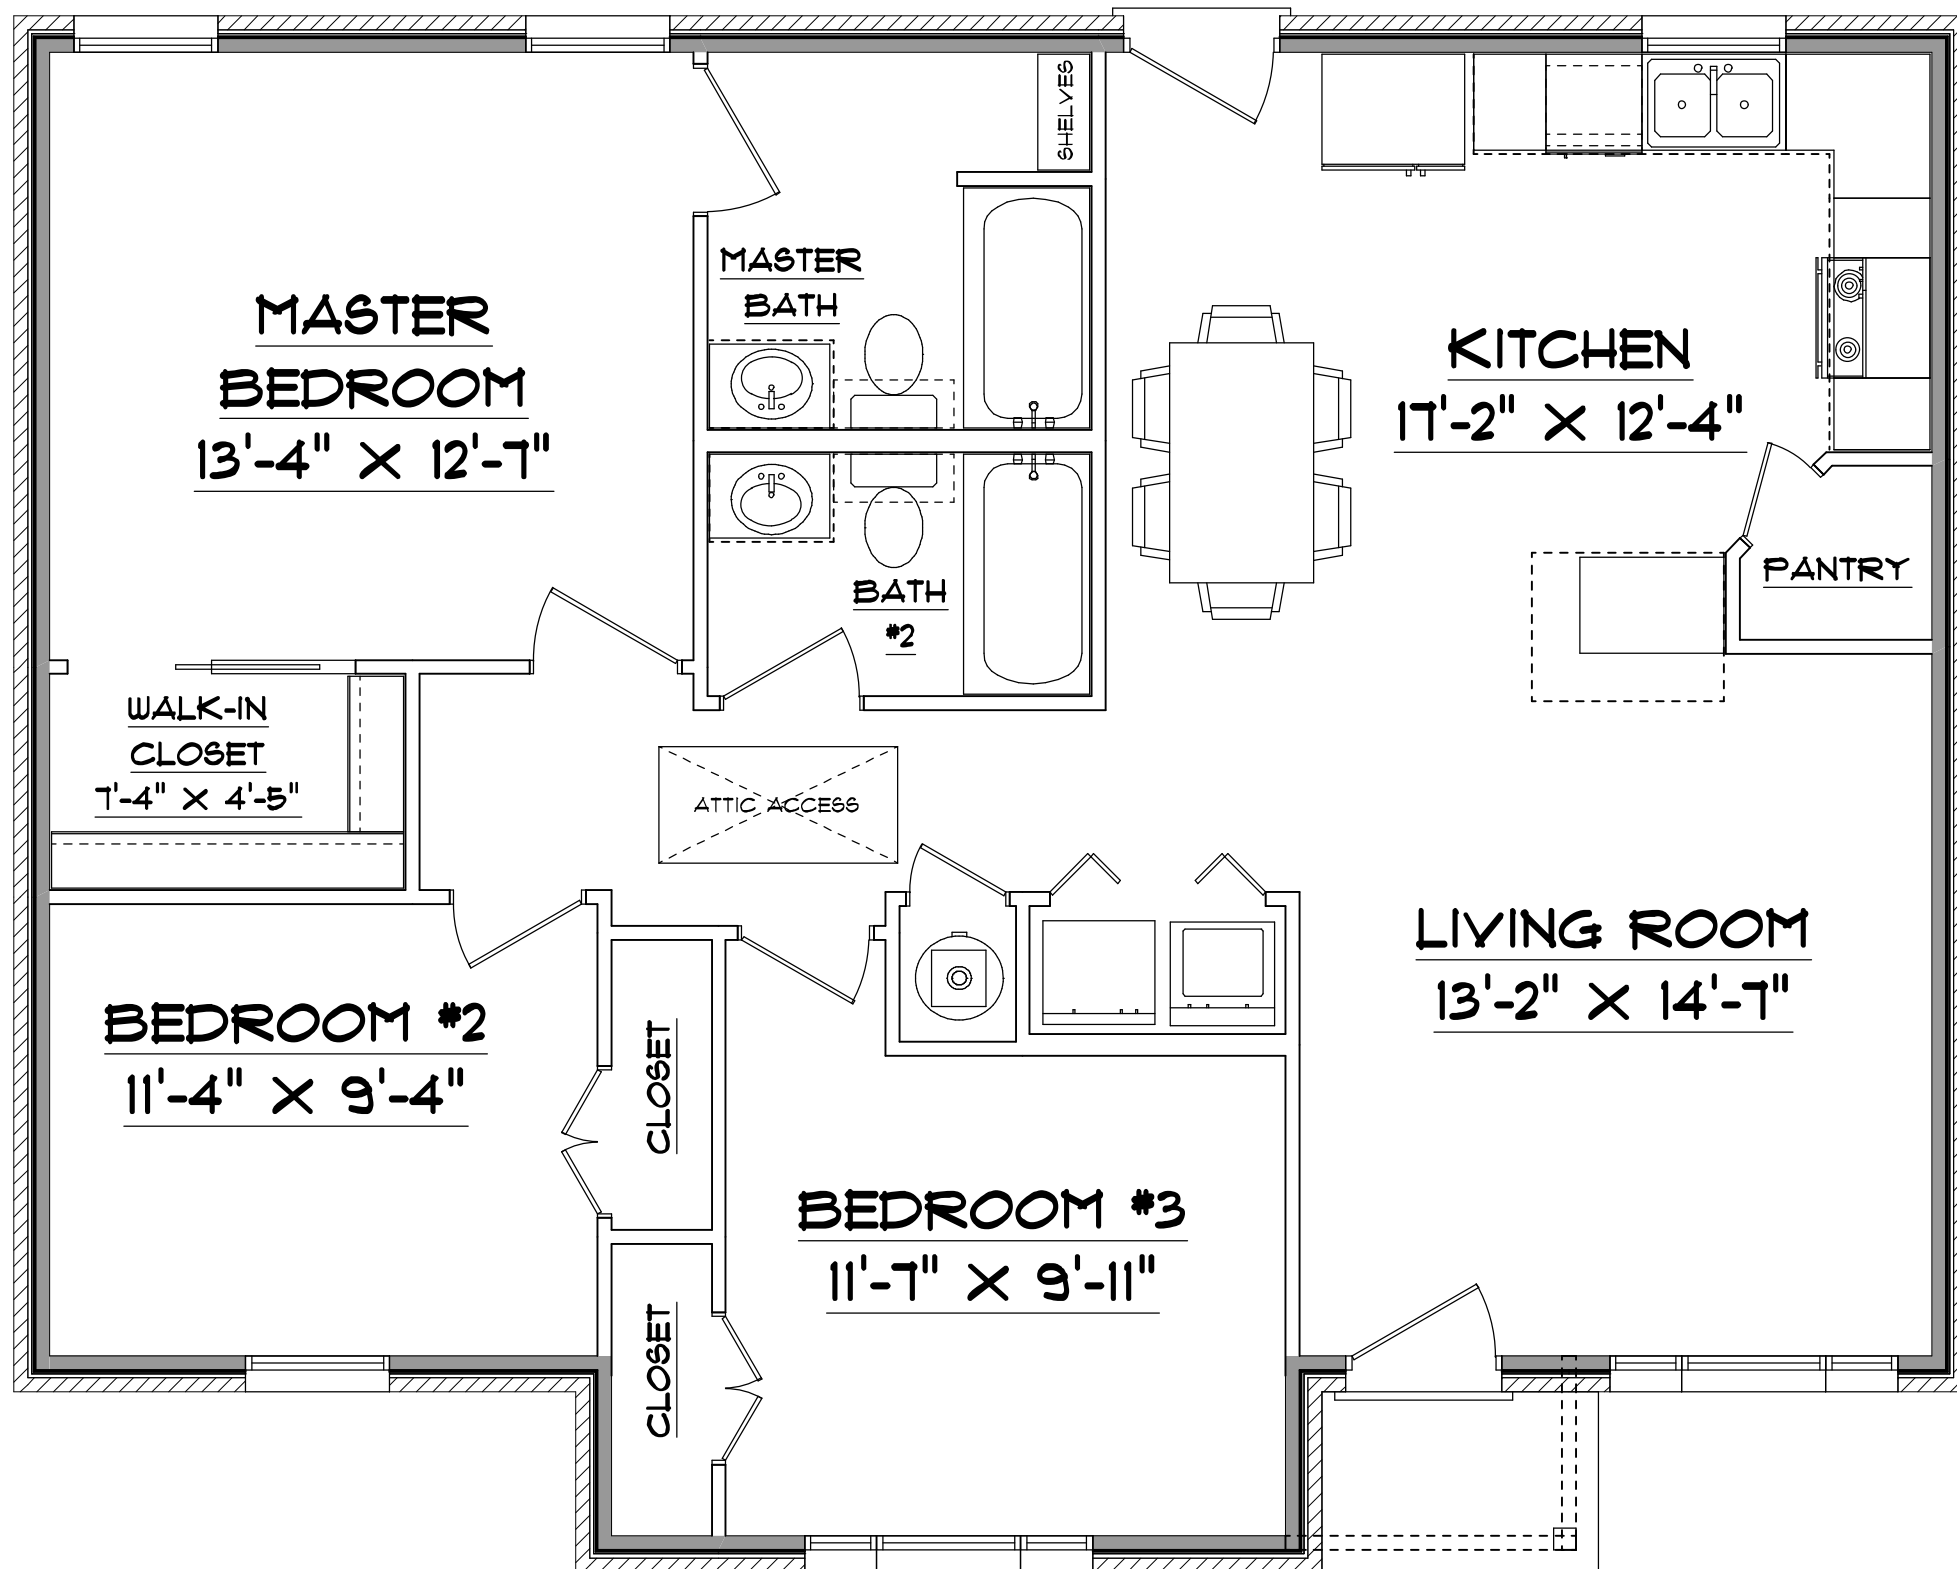 SHELVES
MASTER
BATH
MASTER
BEDROOM
13'-4" X 12'-7"
KITCHEN
17'-2" X 12'-4"
BATH
#2
PANTRY
WALK-IN
CLOSET
7'-4" X 4'-5"
ATTIC ACCESS
LIVING ROOM
13'-2" X 14'-7"
BEDROOM #2
11'-4" X 9'-4"
CLOSET
BEDROOM #3
11'-7" X 9'-11"
CLOSET